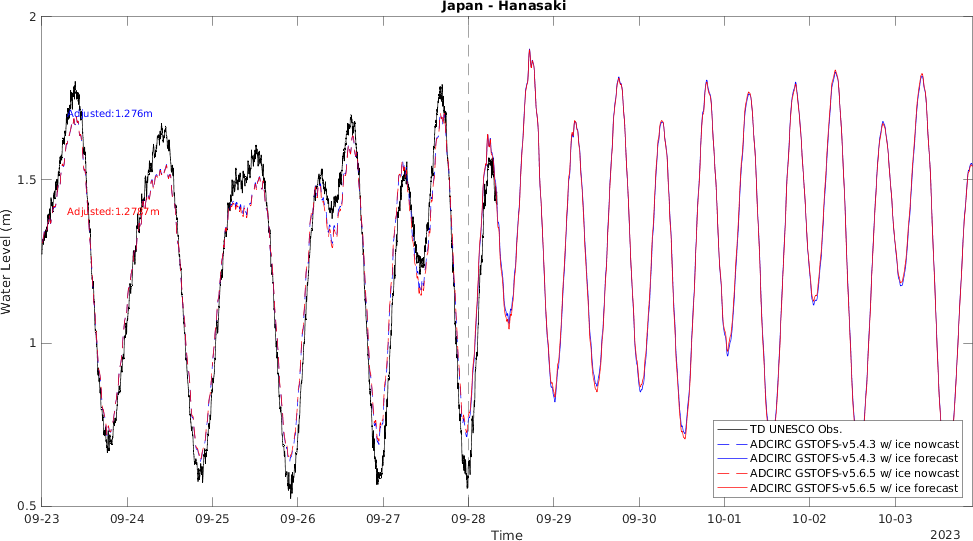 Japan - Hanasaki
2
1.5
1
0.5
Water Level (m)
Adjusted:1.276m
Adjusted:1.2787m
TD UNESCO Obs.
ADCIRC GSTOFS-v5.4.3 w/ ice nowcast
ADCIRC GSTOFS-v5.4.3 w/ ice forecast
ADCIRC GSTOFS-v5.6.5 w/ ice nowcast
ADCIRC GSTOFS-v5.6.5 w/ ice forecast
09-23 09-24 09-25 09-26 09-27 09-28 09-29 09-30 10-01 10-02 10-03
Time
2023